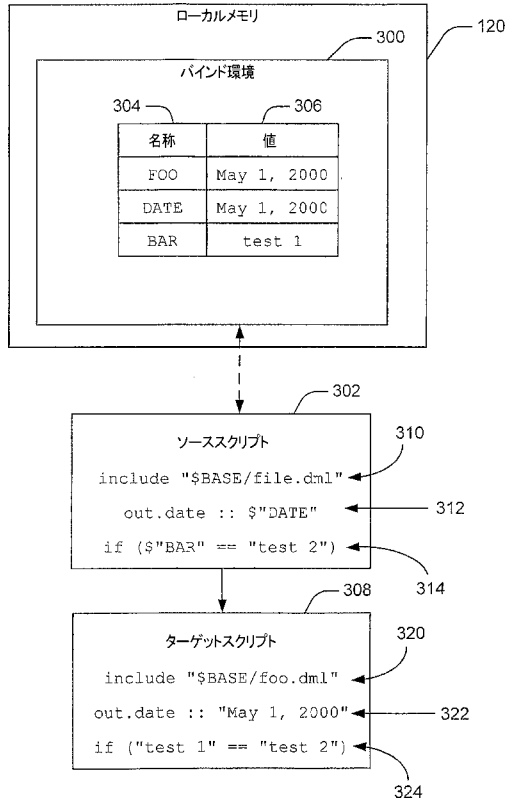 ローカルメモリ
120
300
バインド環境
304
306
名称 値
FOO May 1, 2000
DATE May 1, 2000
BAR test 1
302
ソーススクリプト
include "$BASE/file.dml"
310
out.date :: $"DATE"
312
if ($"BAR" == "test 2")
314
308
ターゲットスクリプト
include "$BASE/foo.dml"
320
out.date :: "May 1, 2000"
322
if ("test 1" == "test 2")
324